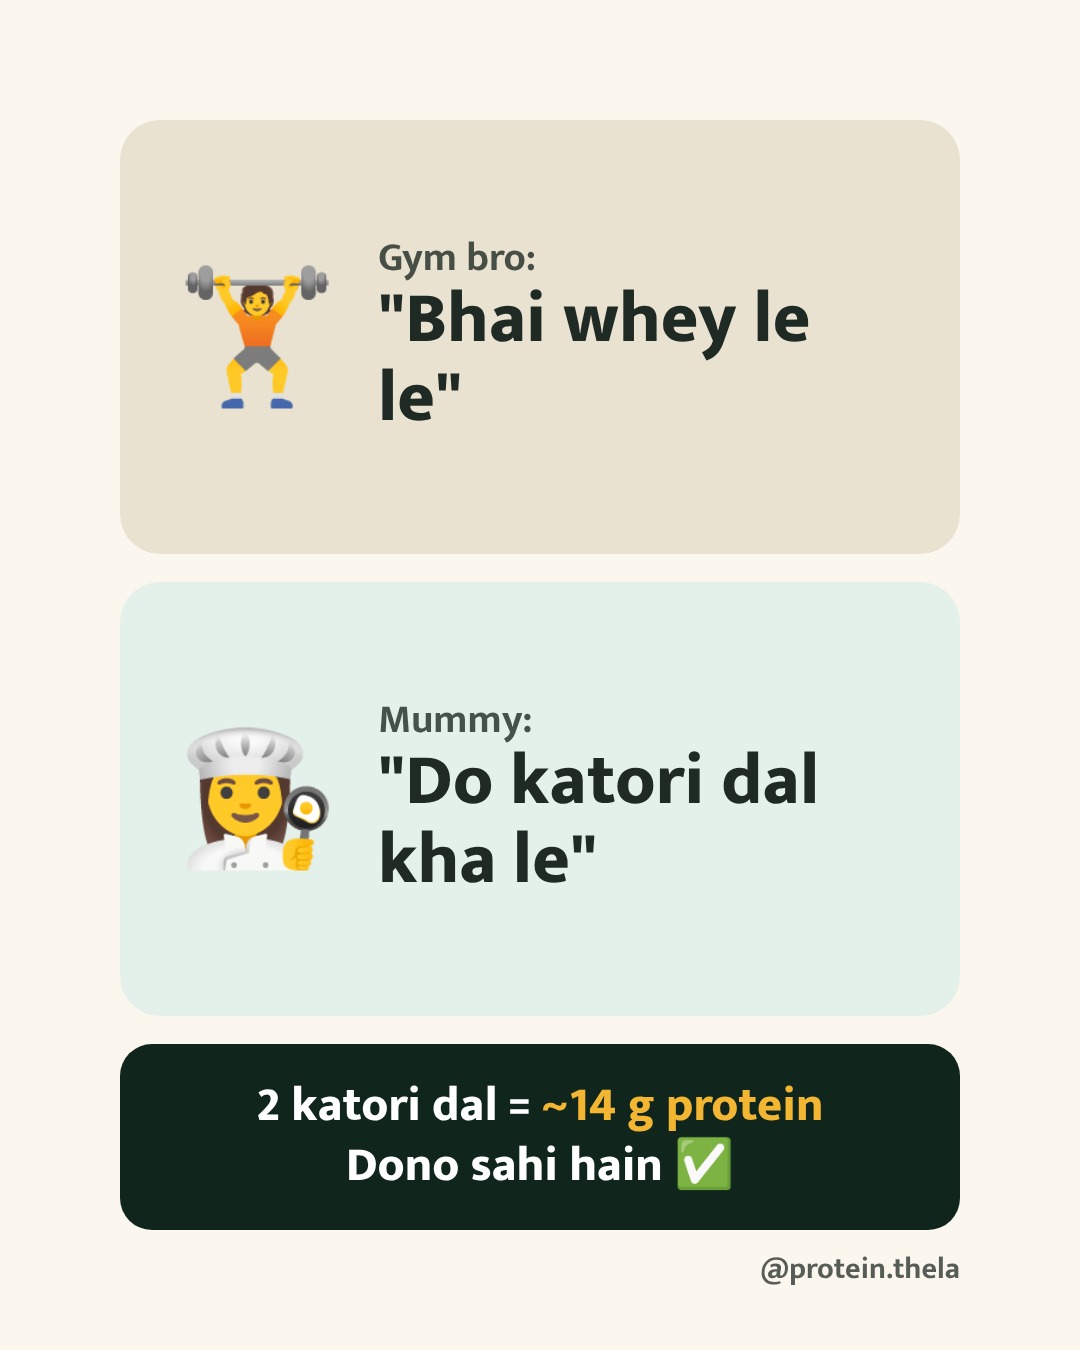 Gym bro:
"Bhai whey le
le"
Mummy:
"Do katori dal
kha le"
2 katori dal = ~14 g protein
Dono sahi hain ✅
@protein.thela